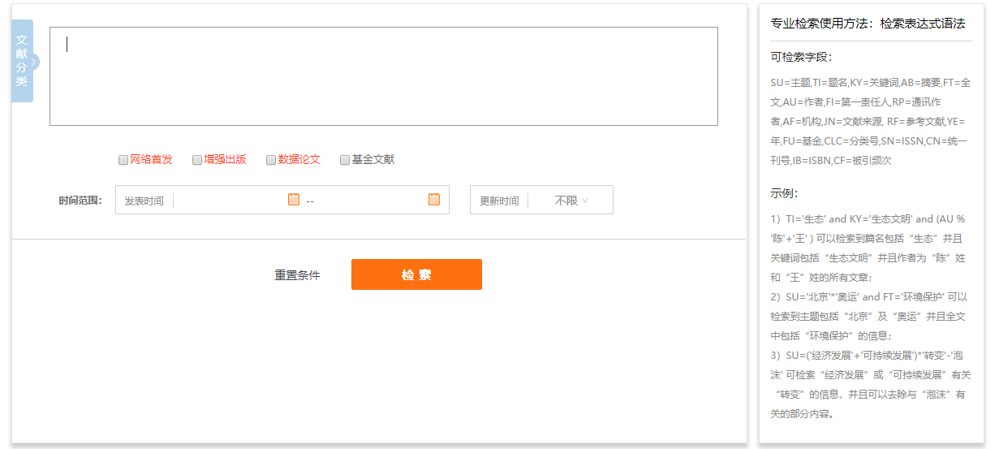 文献分类
网络首发 增强出版 数据论文 基金文献
时间范围: 发表时间 -- 更新时间 不限
重置条件 检索
专业检索使用方法：检索表达式语法
可检索字段：
SU=主题,TI=题名,KY=关键词,AB=摘要,FT=全
文,AU=作者,FI=第一责任人,RP=通讯作
者,AF=机构,JN=文献来源, RF=参考文献,YE=
年,FU=基金,CLC=分类号,SN=ISSN,CN=统一
刊号,IB=ISBN,CF=被引频次
示例：
1）TI='生态' and KY='生态文明' and (AU %
'陈'+'王' ) 可以检索到篇名包括“生态”并且
关键词包括“生态文明”并且作者为“陈”姓
和“王”姓的所有文章；
2）SU='北京'*'奥运' and FT='环境保护' 可以
检索到主题包括“北京”及“奥运”并且全文
中包括“环境保护”的信息；
3）SU=('经济发展'+'可持续发展')*'转变'-'泡
沫' 可检索“经济发展”或“可持续发展”有关
“转变”的信息，并且可以去除与“泡沫”有
关的部分内容。